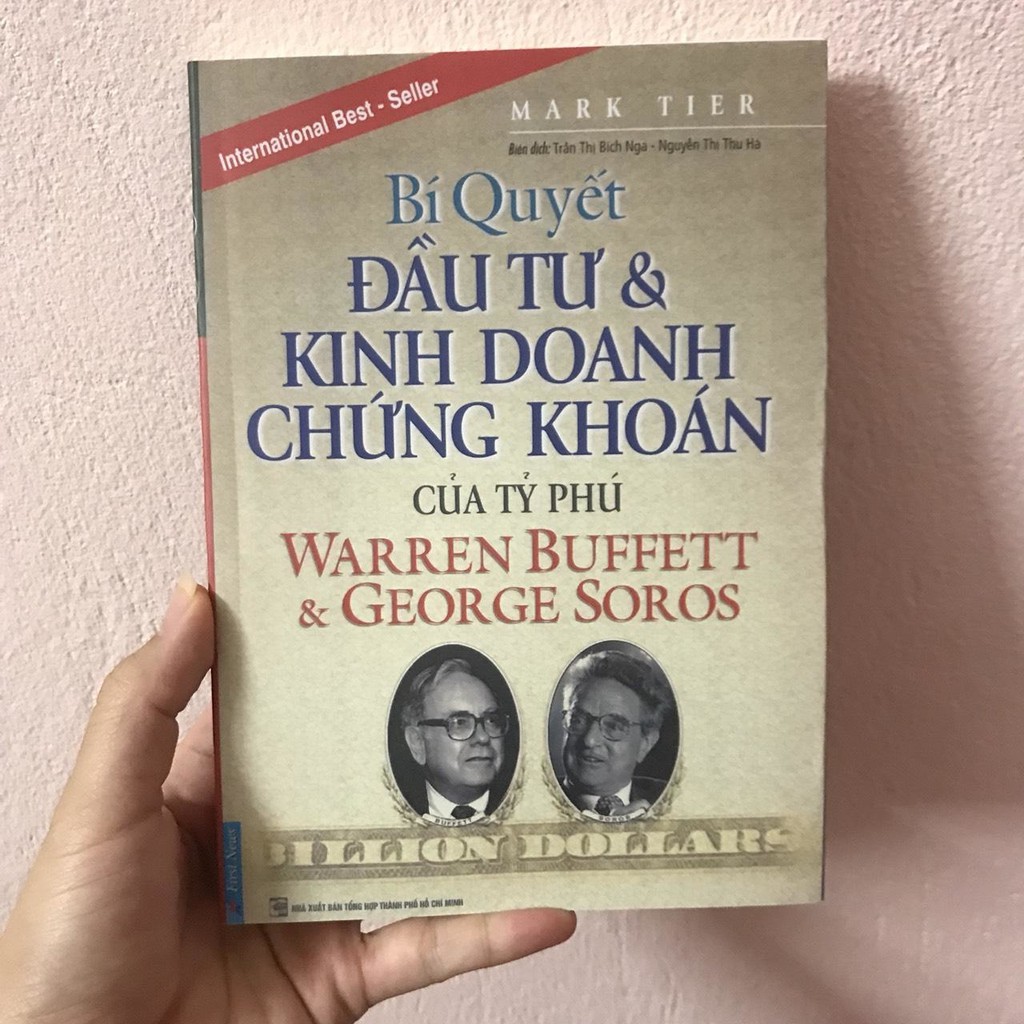 International Best - Seller
MARK TIER
Biên dịch: Trần Thị Bích Nga - Nguyễn Thị Thu Hà
Bí Quyết
ĐẦU TƯ &
KINH DOANH
CHỨNG KHOÁN
CỦA TỶ PHÚ
WARREN BUFFETT
& GEORGE SOROS
BUFFETT
SOROS
BILLION DOLLARS
First News
NHÀ XUẤT BẢN TỔNG HỢP THÀNH PHỐ HỒ CHÍ MINH